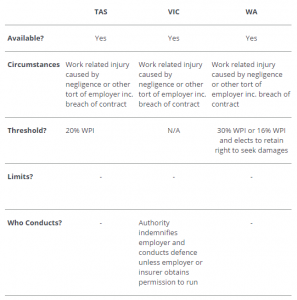 TAS VIC WA
Available? Yes Yes Yes
Circumstances Work related injury Work related injury Work related injury
caused by caused by caused by
negligence or other negligence or other negligence or other
tort of employer inc. tort of employer inc. tort of employer inc.
breach of contract breach of contract breach of contract
Threshold? 20% WPI N/A 30% WPI or 16% WPI
and elects to retain
right to seek damages
Limits? - - -
Who Conducts? - Authority -
indemnifies
employer and
conducts defence
unless employer or
insurer obtains
permission to run